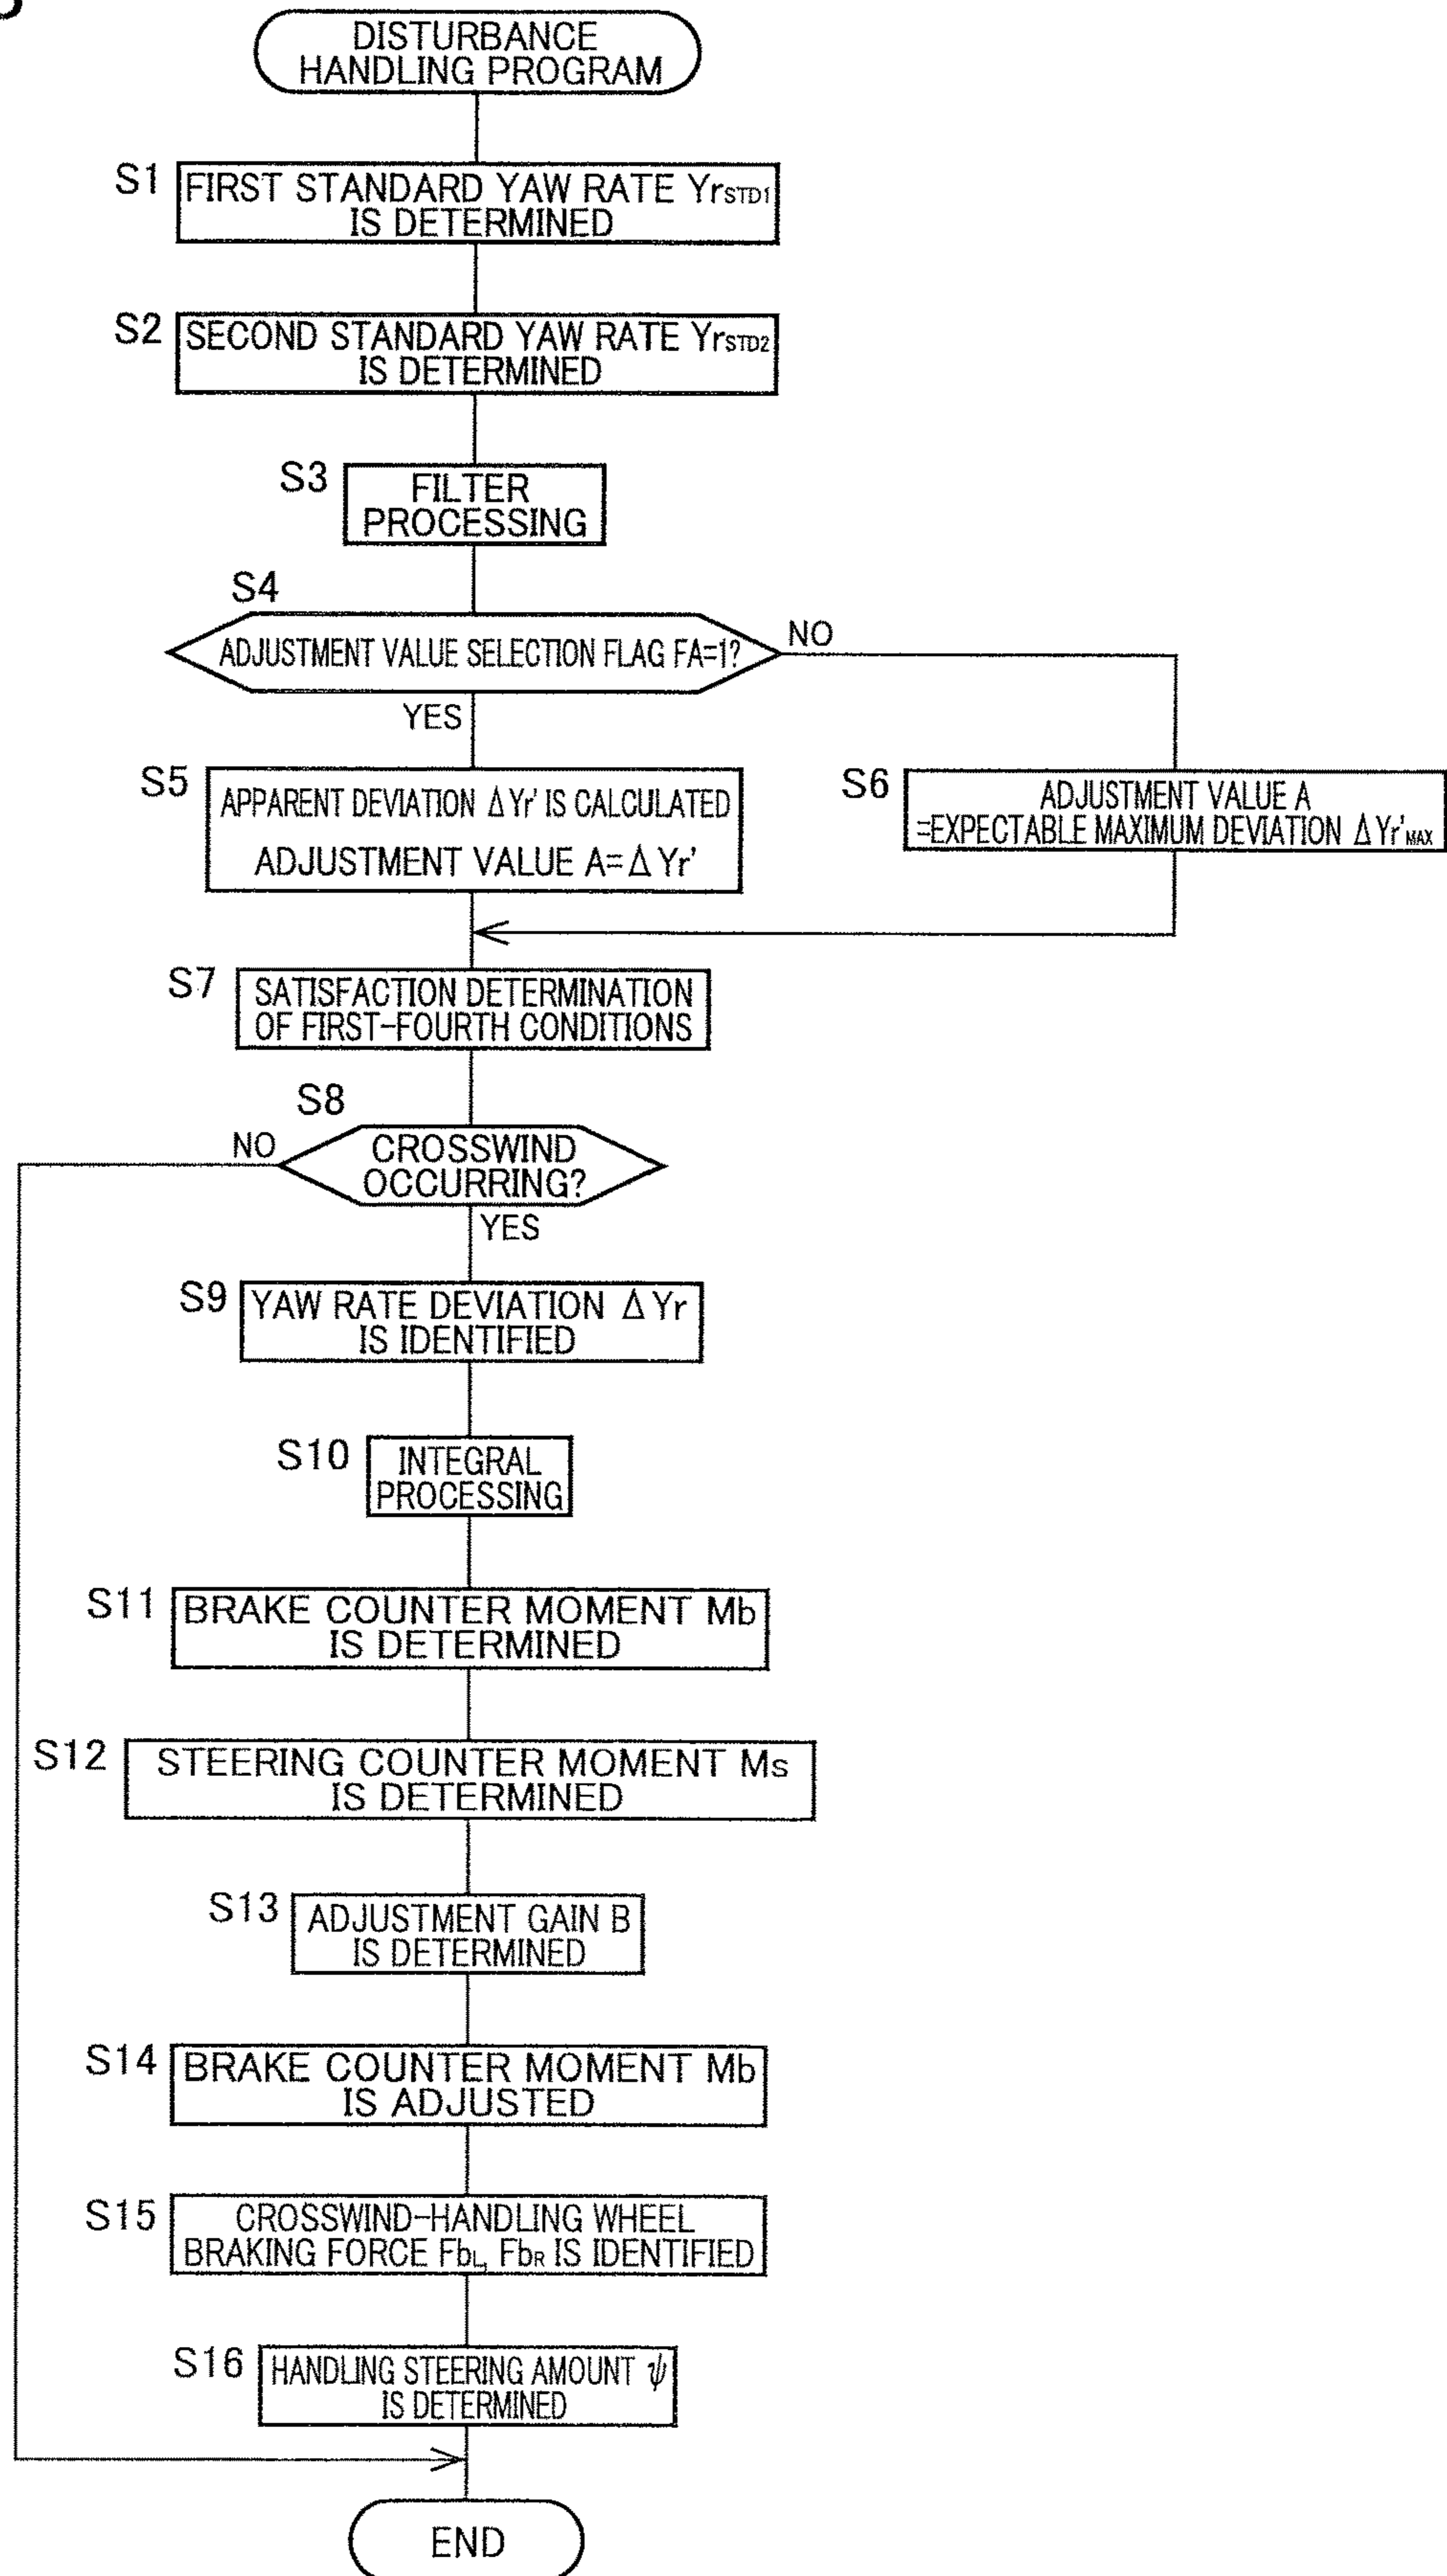 DISTURBANCE
HANDLING PROGRAM
S1
FIRST STANDARD YAW RATE YrSTD1
IS DETERMINED
S2
SECOND STANDARD YAW RATE YrSTD2
IS DETERMINED
S3
FILTER
PROCESSING
S4
ADJUSTMENT VALUE SELECTION FLAG FA=1?
NO
YES
S5
APPARENT DEVIATION ΔYr' IS CALCULATED
ADJUSTMENT VALUE A=ΔYr'
S6
ADJUSTMENT VALUE A
=EXPECTABLE MAXIMUM DEVIATION ΔYr'MAX
S7
SATISFACTION DETERMINATION
OF FIRST-FOURTH CONDITIONS
S8
NO
CROSSWIND
OCCURRING?
YES
S9
YAW RATE DEVIATION ΔYr
IS IDENTIFIED
S10
INTEGRAL
PROCESSING
S11
BRAKE COUNTER MOMENT Mb
IS DETERMINED
S12
STEERING COUNTER MOMENT Ms
IS DETERMINED
S13
ADJUSTMENT GAIN B
IS DETERMINED
S14
BRAKE COUNTER MOMENT Mb
IS ADJUSTED
S15
CROSSWIND-HANDLING WHEEL
BRAKING FORCE FbL, FbR IS IDENTIFIED
S16
HANDLING STEERING AMOUNT ψ
IS DETERMINED
END